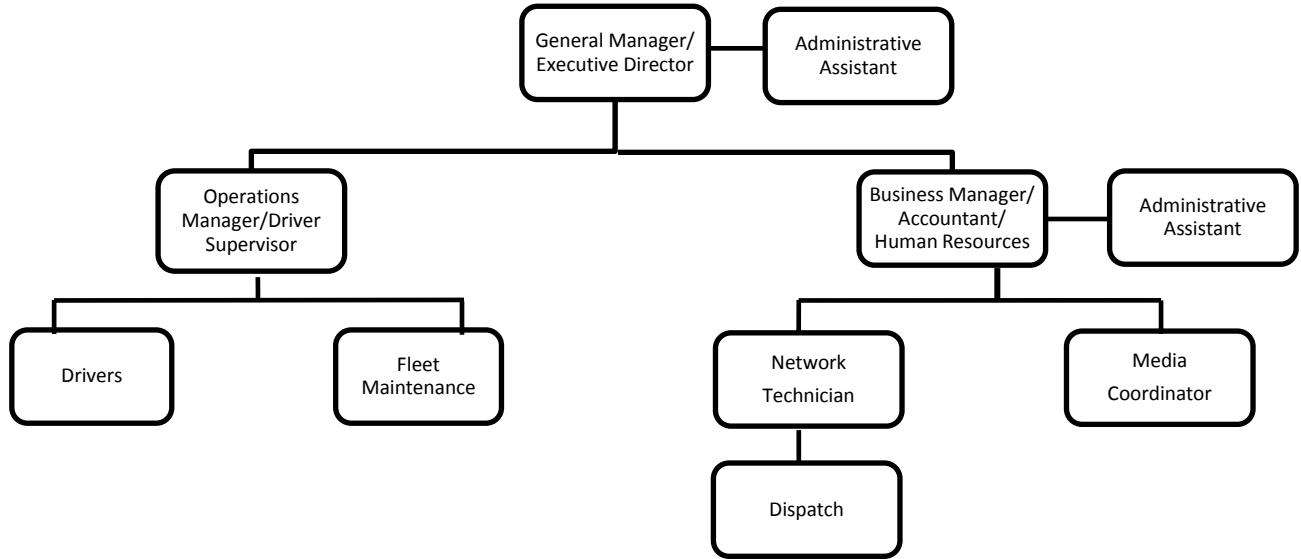 General Manager/
Executive Director
Administrative
Assistant
Operations
Manager/Driver
Supervisor
Business Manager/
Accountant/
Human Resources
Administrative
Assistant
Drivers
Fleet
Maintenance
Network
Technician
Media
Coordinator
Dispatch